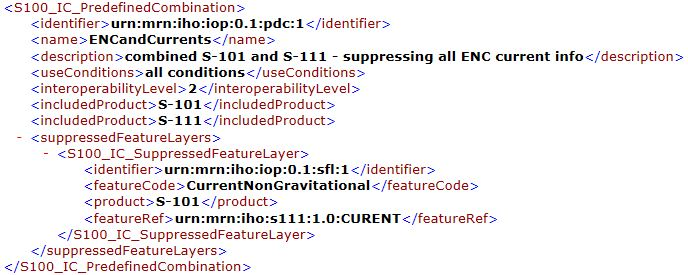 <S100_IC_PredefinedCombination>
<identifier>urn:mrn:iho:iop:0.1:pdc:1</identifier>
<name>ENCandCurrents</name>
<description>combined S-101 and S-111 - suppressing all ENC current info</description>
<useConditions>all conditions</useConditions>
<interoperabilityLevel>2</interoperabilityLevel>
<includedProduct>S-101</includedProduct>
<includedProduct>S-111</includedProduct>
- <suppressedFeatureLayers>
- <S100_IC_SuppressedFeatureLayer>
<identifier>urn:mrn:iho:iop:0.1:sfl:1</identifier>
<featureCode>CurrentNonGravitational</featureCode>
<product>S-101</product>
<featureRef>urn:mrn:iho:s111:1.0:CURENT</featureRef>
</S100_IC_SuppressedFeatureLayer>
</suppressedFeatureLayers>
</S100_IC_PredefinedCombination>